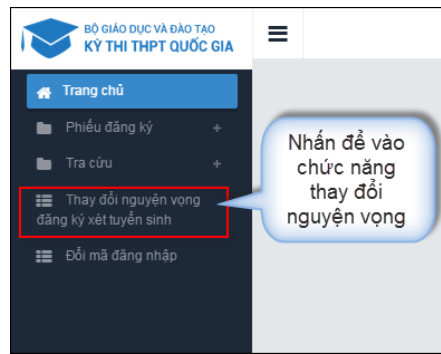 BỘ GIÁO DỤC VÀ ĐÀO TẠO
KỲ THI THPT QUỐC GIA
Trang chủ
Phiếu đăng ký +
Tra cứu +
Thay đổi nguyện vọng
đăng ký xét tuyển sinh
Đổi mã đăng nhập
Nhấn để vào
chức năng
thay đổi
nguyện vọng